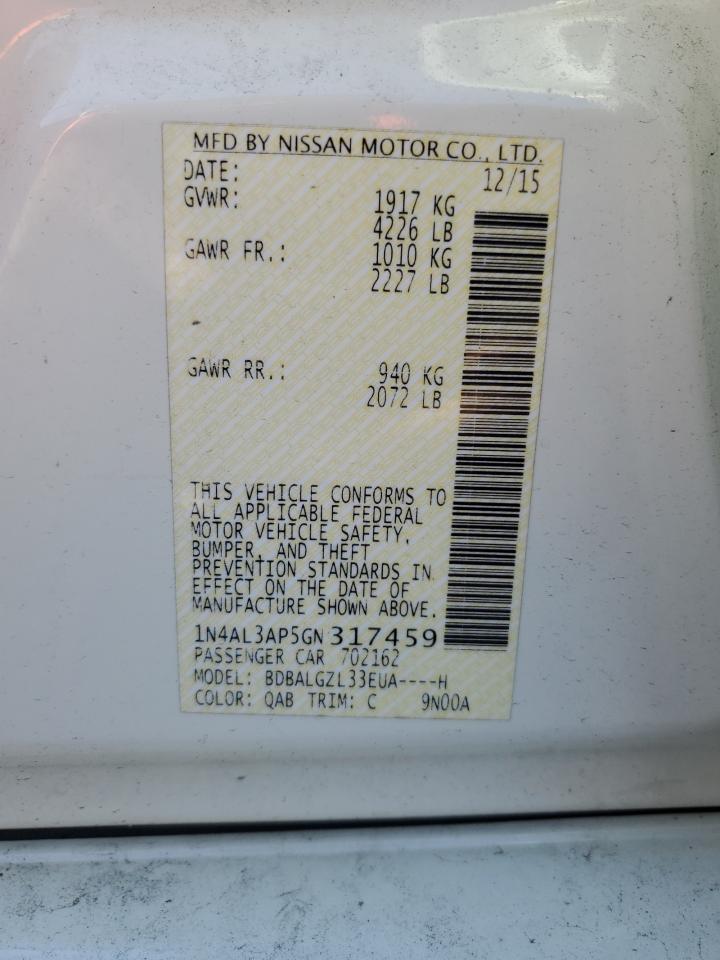 MFD BY NISSAN MOTOR CO., LTD.
DATE: 12/15
GVWR: 1917 KG
4226 LB
GAWR FR.: 1010 KG
2227 LB
GAWR RR.: 940 KG
2072 LB
THIS VEHICLE CONFORMS TO
ALL APPLICABLE FEDERAL
MOTOR VEHICLE SAFETY,
BUMPER, AND THEFT
PREVENTION STANDARDS IN
EFFECT ON THE DATE OF
MANUFACTURE SHOWN ABOVE.
1N4AL3AP5GN317459
PASSENGER CAR 702162
MODEL: BDBALGZL33EUA----H
COLOR: QAB TRIM: C 9N00A